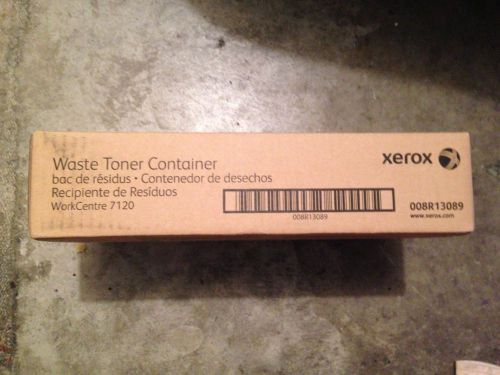 Waste Toner Container
bac de résidus • Contenedor de desechos
Recipiente de Resíduos
WorkCentre 7120
008R13089
xerox
008R13089
www.xerox.com